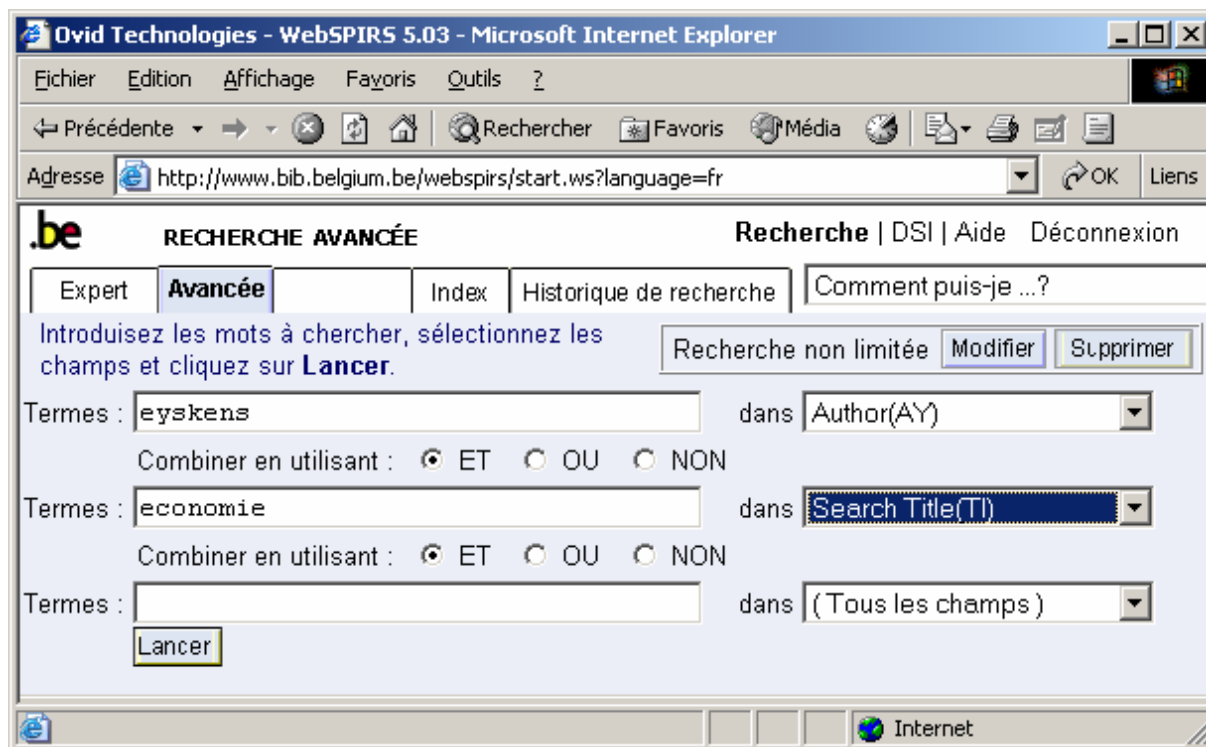 Ovid Technologies - WebSPIRS 5.03 - Microsoft Internet Explorer
Fichier Edition Affichage Favoris Outils ?
Précédente Rechercher Favoris Média
Adresse http://www.bib.belgium.be/webspirs/start.ws?language=fr OK Liens
.be RECHERCHE AVANCÉE Recherche | DSI | Aide Déconnexion
Expert Avancée Index Historique de recherche Comment puis-je ...?
Introduisez les mots à chercher, sélectionnez les
champs et cliquez sur Lancer.
Recherche non limitée Modifier Supprimer
Termes : eyskens dans Author(AY)
Combiner en utilisant : ET OU NON
Termes : economie dans Search Title(TI)
Combiner en utilisant : ET OU NON
Termes : dans ( Tous les champs )
Lancer
Internet